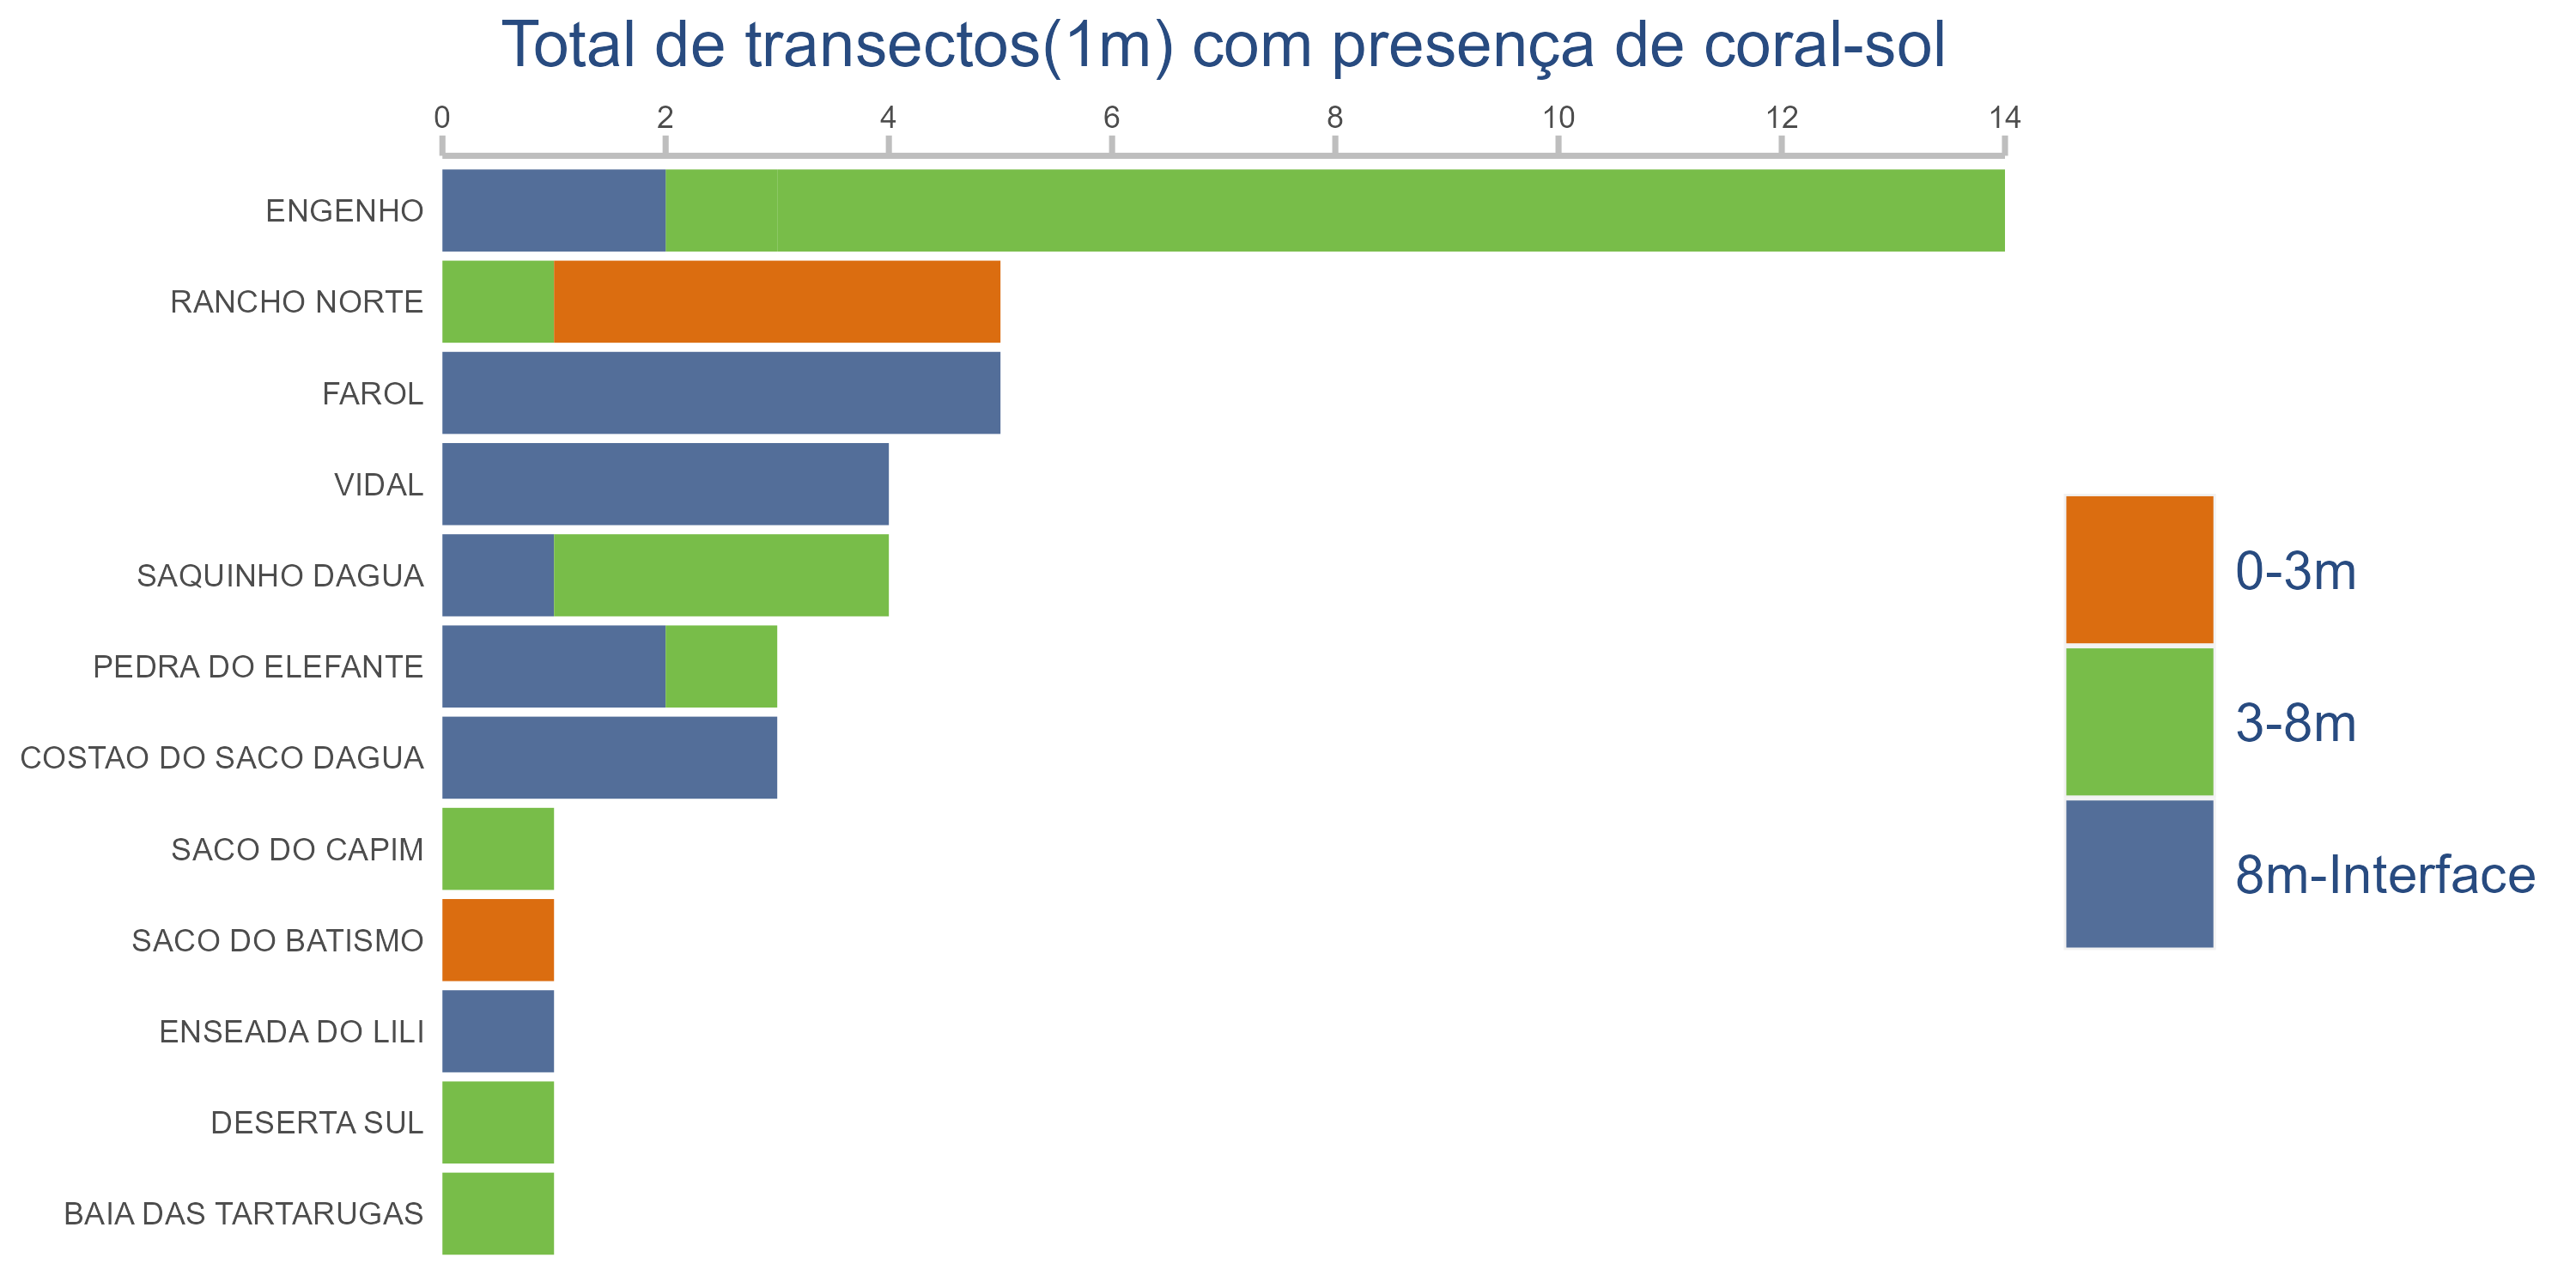 Total de transectos(1m) com presença de coral-sol
0 2 4 6 8 10 12 14
ENGENHO
RANCHO NORTE
FAROL
VIDAL
SAQUINHO DAGUA
PEDRA DO ELEFANTE
COSTAO DO SACO DAGUA
SACO DO CAPIM
SACO DO BATISMO
ENSEADA DO LILI
DESERTA SUL
BAIA DAS TARTARUGAS
0-3m
3-8m
8m-Interface